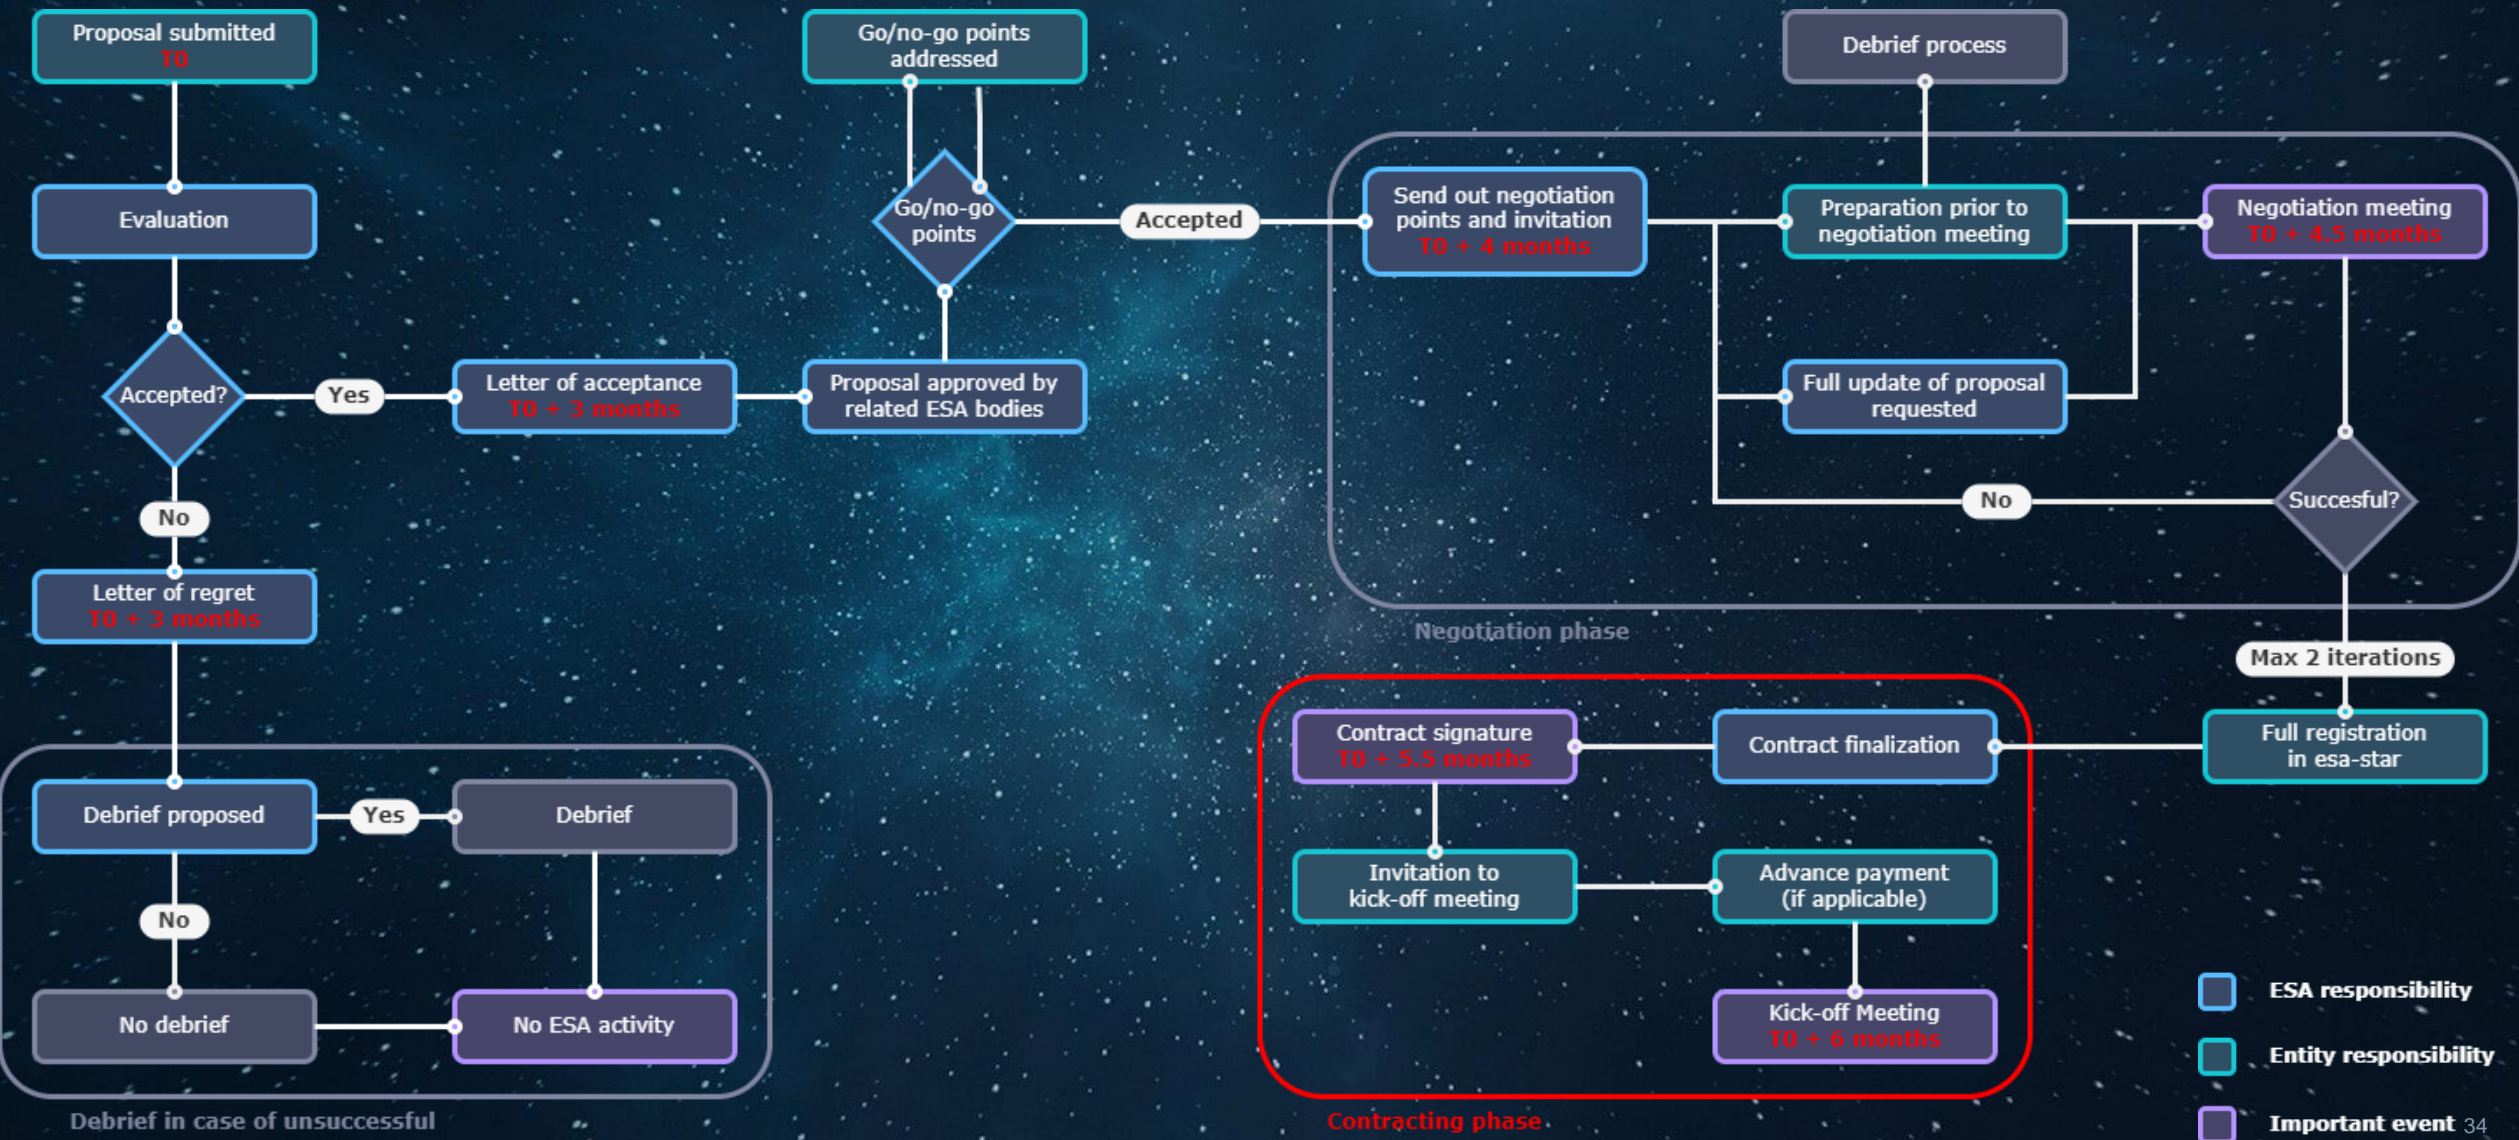 Proposal submitted
T0
Go/no-go points
addressed
Debrief process
Evaluation
Go/no-go
points
Accepted
Send out negotiation
points and invitation
T0 + 4 months
Preparation prior to
negotiation meeting
Negotiation meeting
T0 + 4.5 months
Accepted?
Yes
Letter of acceptance
T0 + 3 months
Proposal approved by
related ESA bodies
Full update of proposal
requested
No
Succesful?
No
Letter of regret
T0 + 3 months
Negotiation phase
Max 2 iterations
Contract signature
T0 + 5.5 months
Contract finalization
Full registration
in esa-star
Debrief proposed
Yes
Debrief
Invitation to
kick-off meeting
Advance payment
(if applicable)
No
No debrief
No ESA activity
Kick-off Meeting
T0 + 6 months
ESA responsibility
Entity responsibility
Important event
34
Debrief in case of unsuccessful
Contracting phase